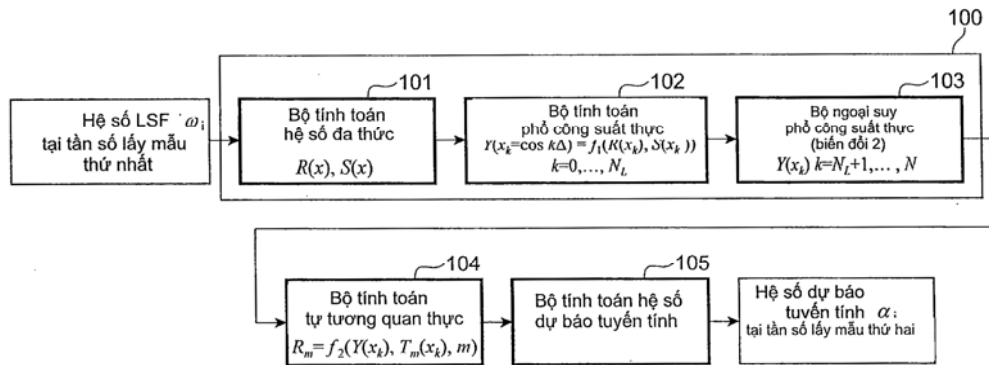 100
101
102
103
Hệ số LSF ωi
tại tần số lấy mẫu
thứ nhất
Bộ tính toán
hệ số đa thức
R(x), S(x)
Bộ tính toán
phổ công suất thực
Y(xk=cos kΔ) = f1(R(xk), S(xk ))
k=0,..., NL
Bộ ngoại suy
phổ công suất thực
(biến đổi 2)
Y(xk) k=NL+1,... , N
104
105
Bộ tính toán
tự tương quan thực
Rm=f2(Y(xk), Tm(xk), m)
Bộ tính toán hệ số
dự báo tuyến tính
Hệ số dự báo
tuyến tính αi
tại tần số lấy mẫu thứ hai